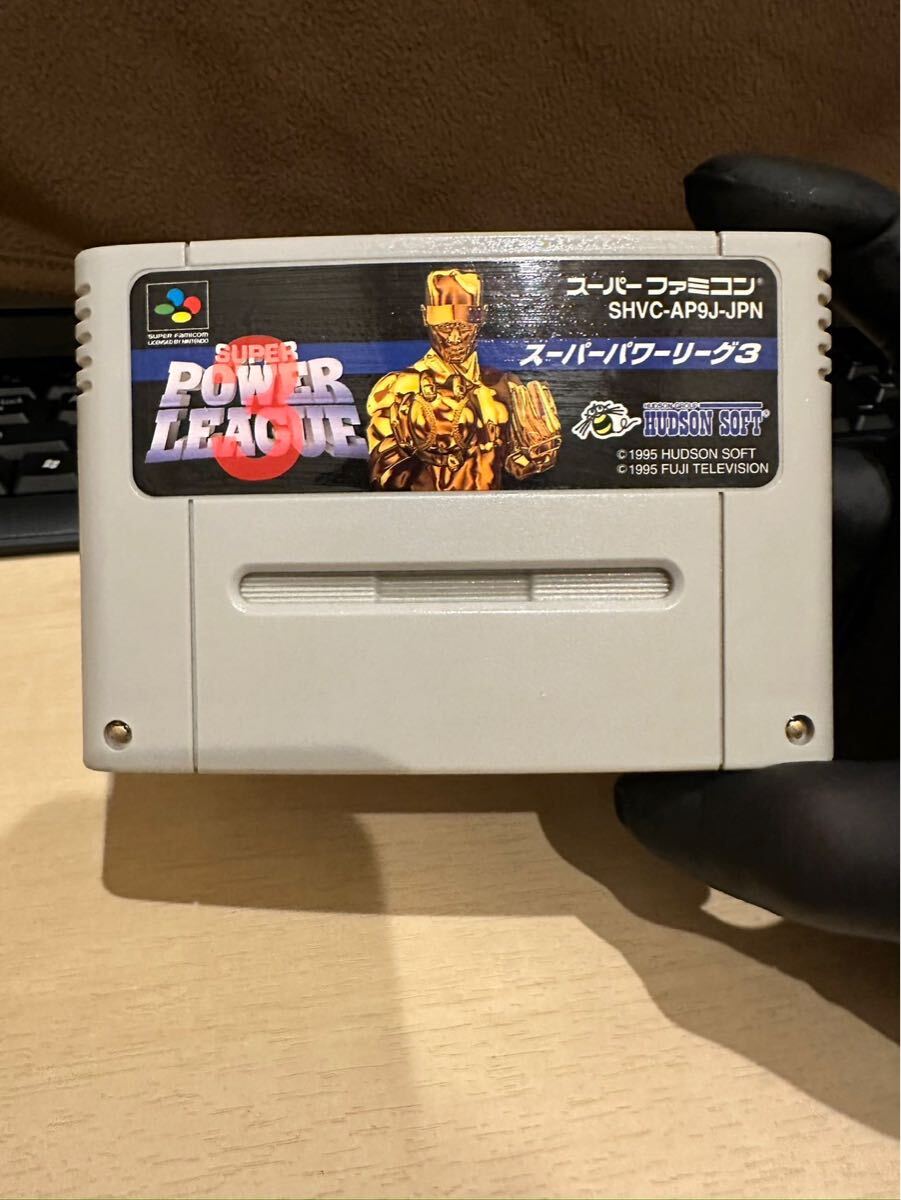 SUPER FAMICOM
LICENSED BY NINTENDO
SUPER
POWER
LEAGUE
3
スーパーファミコン®
SHVC-AP9J-JPN
スーパーパワーリーグ3
HUDSON GROUP
HUDSON SOFT®
©1995 HUDSON SOFT
©1995 FUJI TELEVISION